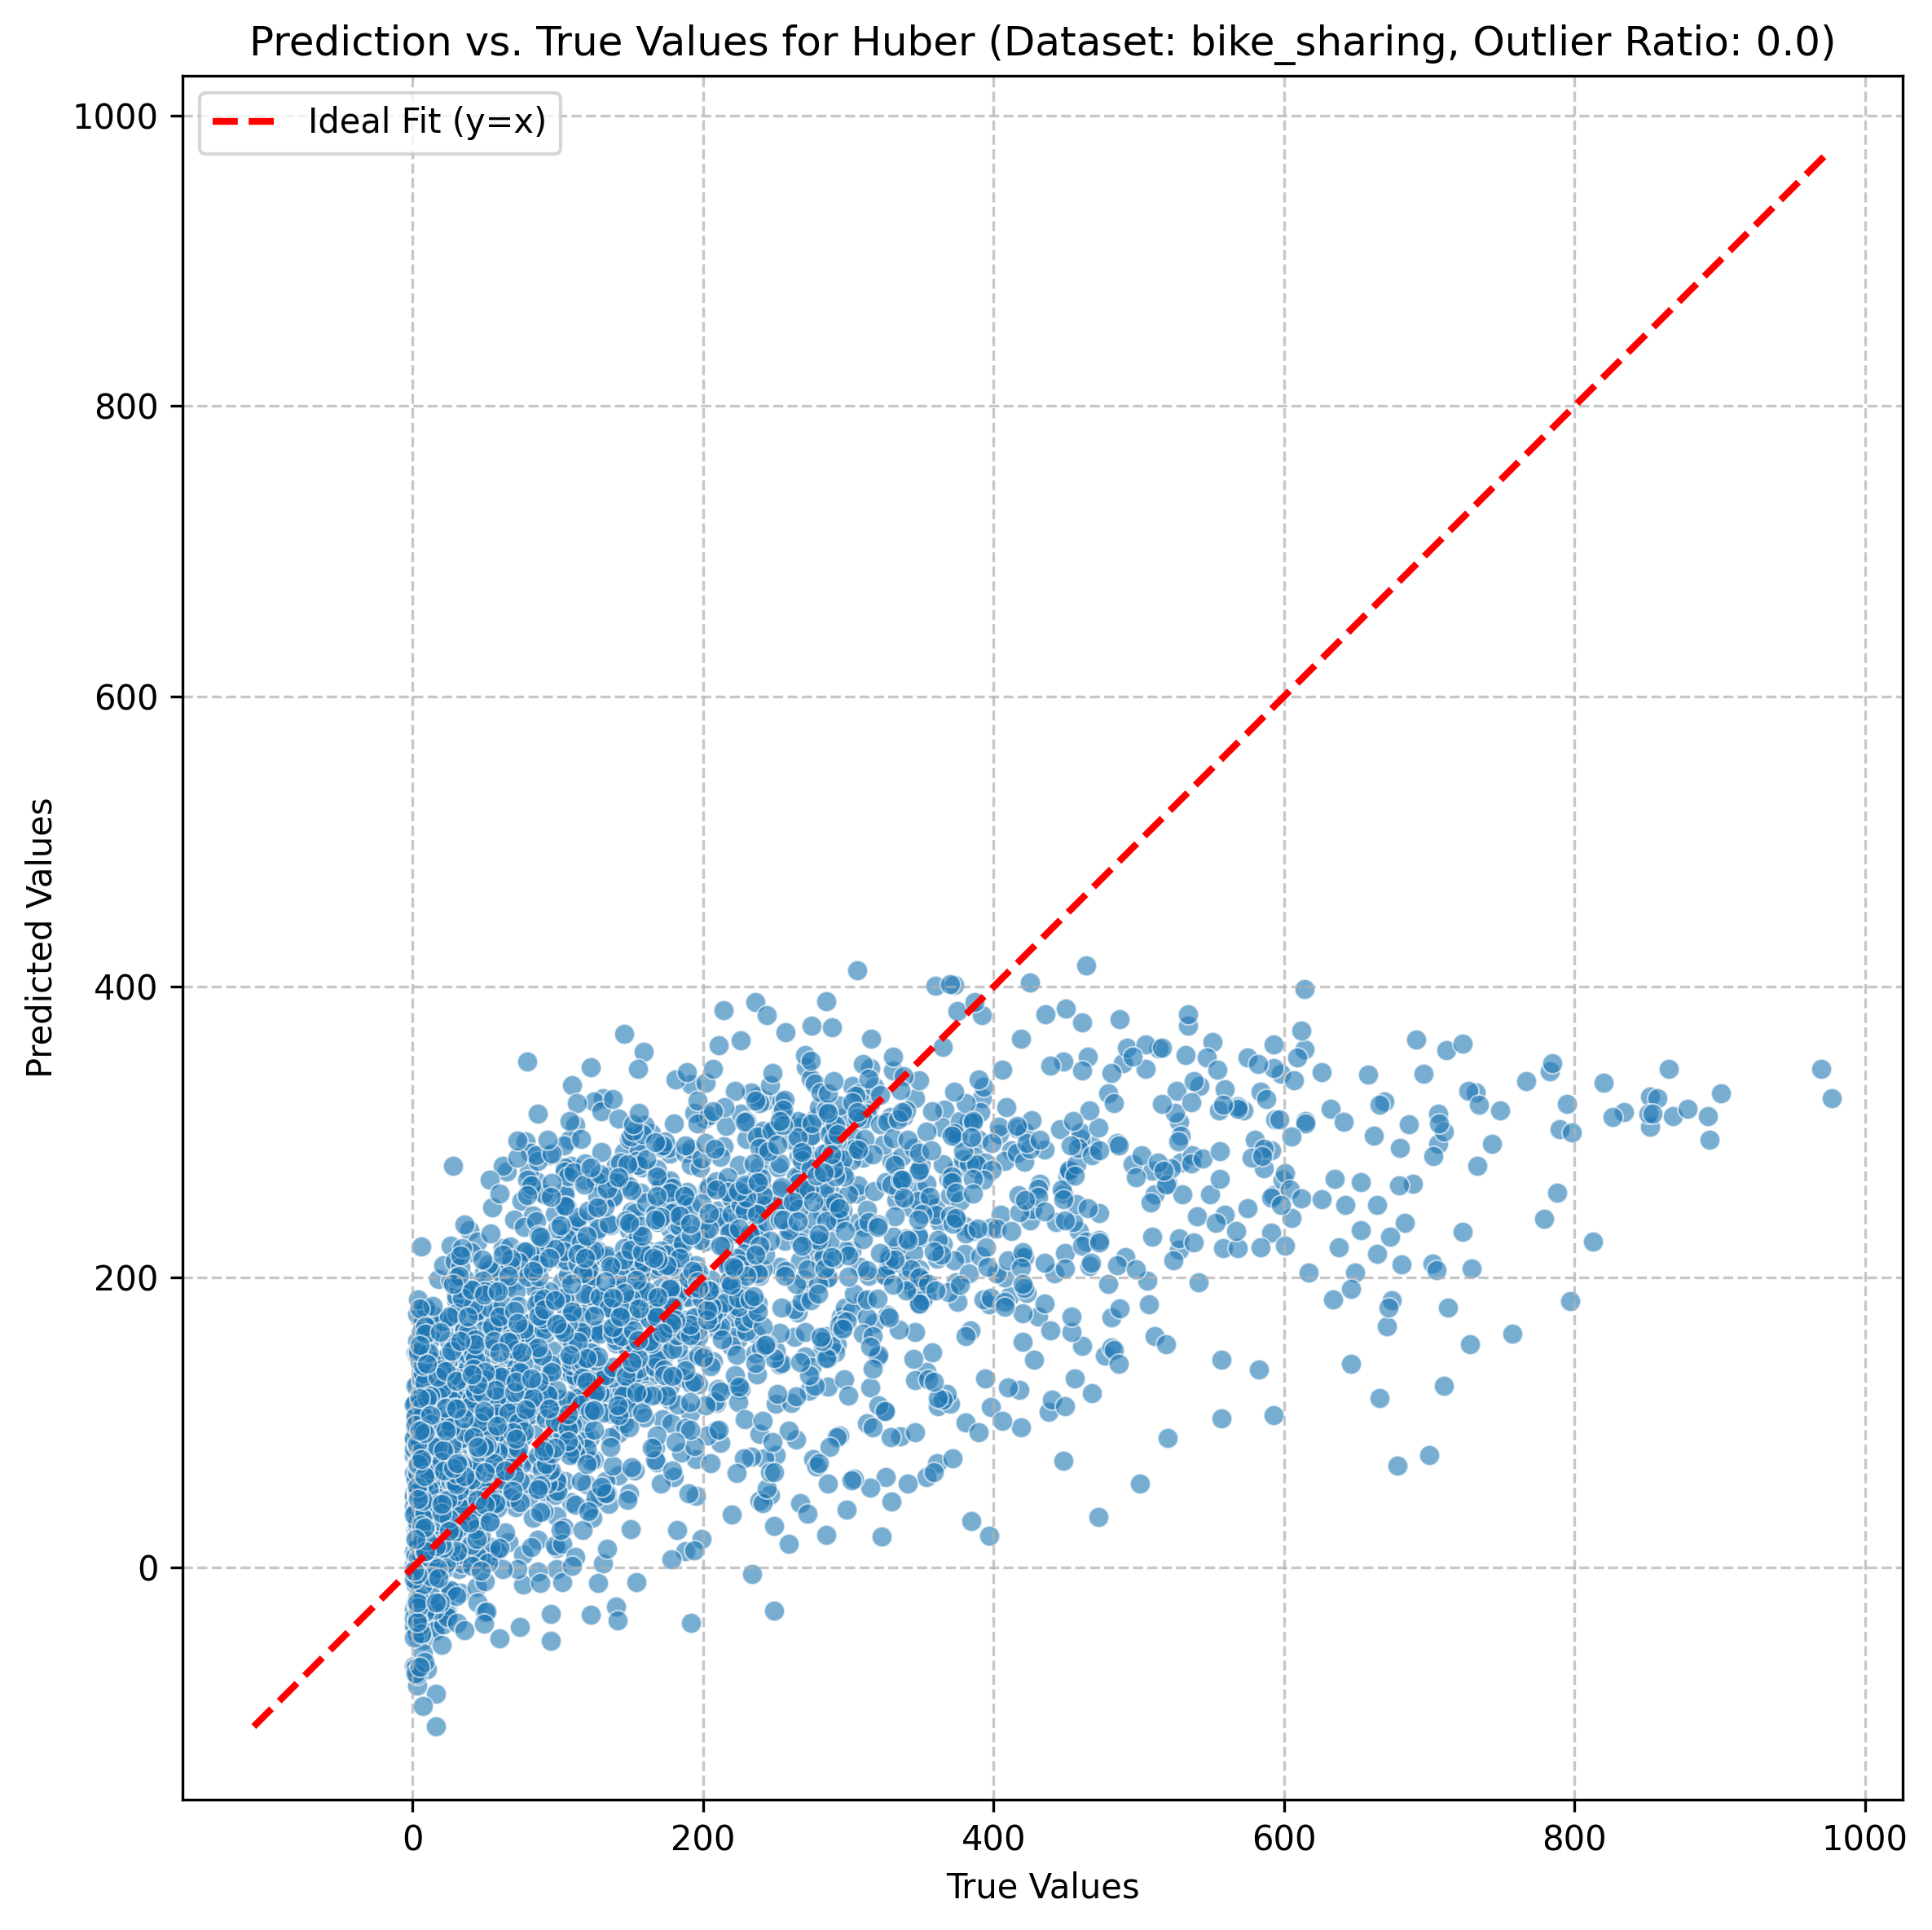 Prediction vs. True Values for Huber (Dataset: bike_sharing, Outlier Ratio: 0.0)
Ideal Fit (y=x)
1000
800
600
400
200
0
Predicted Values
0 200 400 600 800 1000
True Values